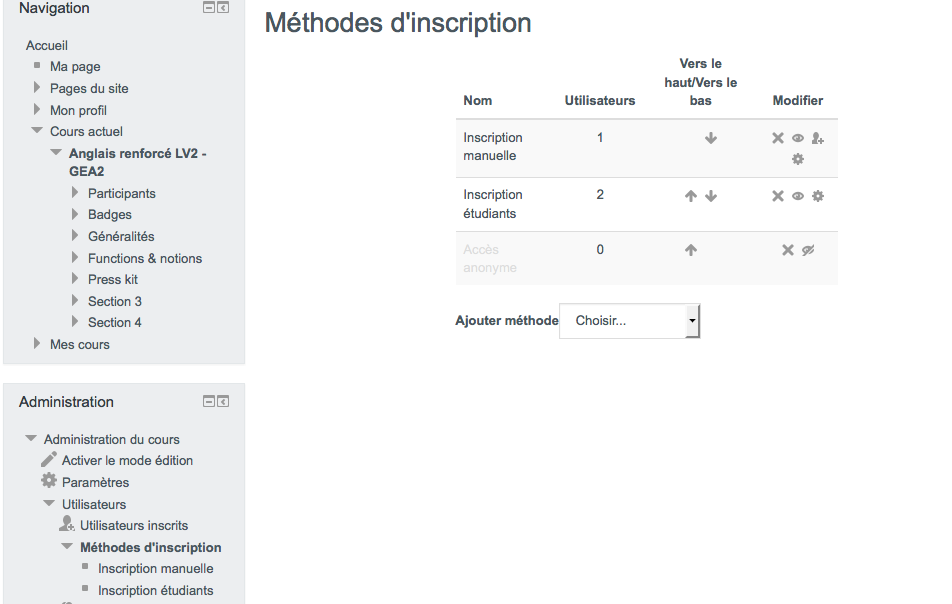 Navigation
Accueil
Ma page
Pages du site
Mon profil
Cours actuel
Anglais renforcé LV2 -
GEA2
Participants
Badges
Généralités
Functions & notions
Press kit
Section 3
Section 4
Mes cours
Administration
Administration du cours
Activer le mode édition
Paramètres
Utilisateurs
Utilisateurs inscrits
Méthodes d'inscription
Inscription manuelle
Inscription étudiants
Méthodes d'inscription
Vers le
haut/Vers le
Nom Utilisateurs bas Modifier
Inscription 1
manuelle
Inscription 2
étudiants
Accès 0
anonyme
Ajouter méthode Choisir...